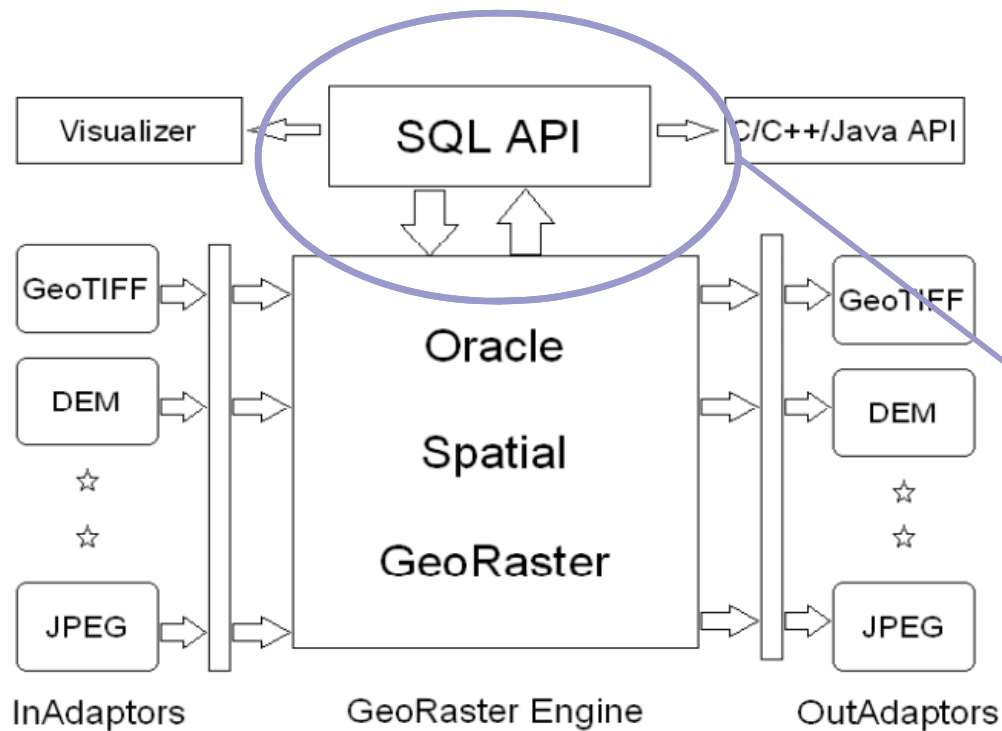 Visualizer
SQL API
C/C++/Java API
GeoTIFF
DEM
JPEG
InAdaptors
Oracle
Spatial
GeoRaster
GeoRaster Engine
GeoTIFF
DEM
JPEG
OutAdaptors